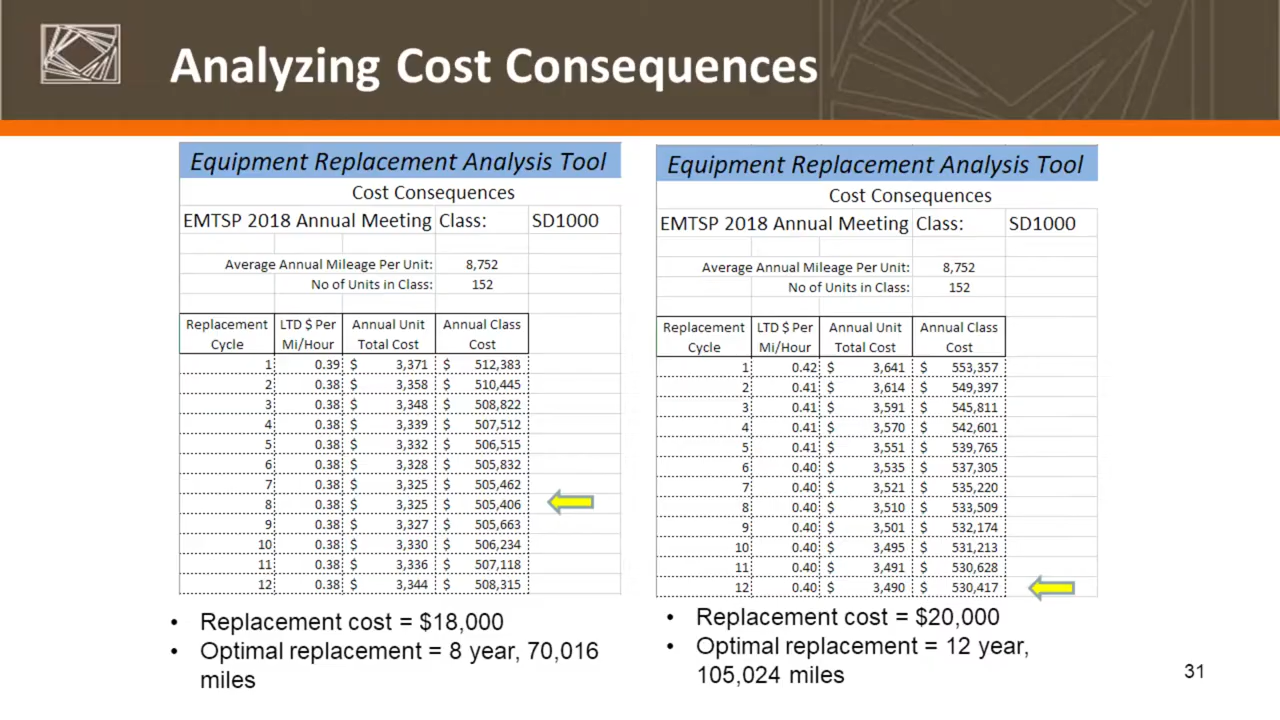 Analyzing Cost Consequences
Equipment Replacement Analysis Tool
Cost Consequences
EMTSP 2018 Annual Meeting Class: SD1000
Average Annual Mileage Per Unit: 8,752
No of Units in Class: 152
Replacement Cycle LTD $ Per Mi/Hour Annual Unit Total Cost Annual Class Cost
1 0.39 $ 3,371 $ 512,383
2 0.38 $ 3,358 $ 510,445
3 0.38 $ 3,348 $ 508,822
4 0.38 $ 3,339 $ 507,512
5 0.38 $ 3,332 $ 506,515
6 0.38 $ 3,328 $ 505,832
7 0.38 $ 3,325 $ 505,462
8 0.38 $ 3,325 $ 505,406
9 0.38 $ 3,327 $ 505,663
10 0.38 $ 3,330 $ 506,234
11 0.38 $ 3,336 $ 507,118
12 0.38 $ 3,344 $ 508,315
• Replacement cost = $18,000
• Optimal replacement = 8 year, 70,016
miles
Equipment Replacement Analysis Tool
Cost Consequences
EMTSP 2018 Annual Meeting Class: SD1000
Average Annual Mileage Per Unit: 8,752
No of Units in Class: 152
Replacement Cycle LTD $ Per Mi/Hour Annual Unit Total Cost Annual Class Cost
1 0.42 $ 3,641 $ 553,357
2 0.41 $ 3,614 $ 549,397
3 0.41 $ 3,591 $ 545,811
4 0.41 $ 3,570 $ 542,601
5 0.41 $ 3,551 $ 539,765
6 0.40 $ 3,535 $ 537,305
7 0.40 $ 3,521 $ 535,220
8 0.40 $ 3,510 $ 533,509
9 0.40 $ 3,501 $ 532,174
10 0.40 $ 3,495 $ 531,213
11 0.40 $ 3,491 $ 530,628
12 0.40 $ 3,490 $ 530,417
• Replacement cost = $20,000
• Optimal replacement = 12 year,
105,024 miles
31